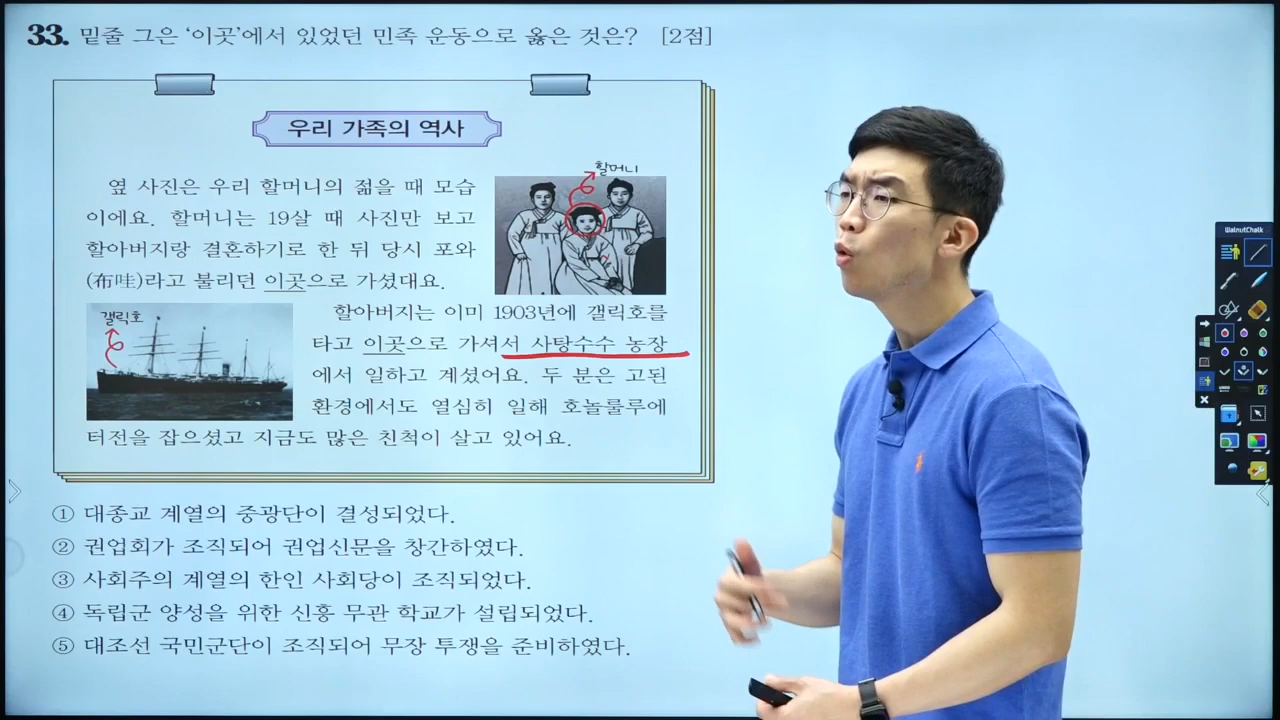 33. 밑줄 그은 ‘이곳’에서 있었던 민족 운동으로 옳은 것은? [2점]
우리 가족의 역사
옆 사진은 우리 할머니의 젊을 때 모습
이에요. 할머니는 19살 때 사진만 보고
할아버지랑 결혼하기로 한 뒤 당시 포와
(布哇)라고 불리던 이곳으로 가셨대요.
할머니
갤릭호
할아버지는 이미 1903년에 갤릭호를
타고 이곳으로 가셔서 사탕수수 농장
에서 일하고 계셨어요. 두 분은 고된
환경에서도 열심히 일해 호놀룰루에
터전을 잡으셨고 지금도 많은 친척이 살고 있어요.
① 대종교 계열의 중광단이 결성되었다.
② 권업회가 조직되어 권업신문을 창간하였다.
③ 사회주의 계열의 한인 사회당이 조직되었다.
④ 독립군 양성을 위한 신흥 무관 학교가 설립되었다.
⑤ 대조선 국민군단이 조직되어 무장 투쟁을 준비하였다.
WalnutChalk